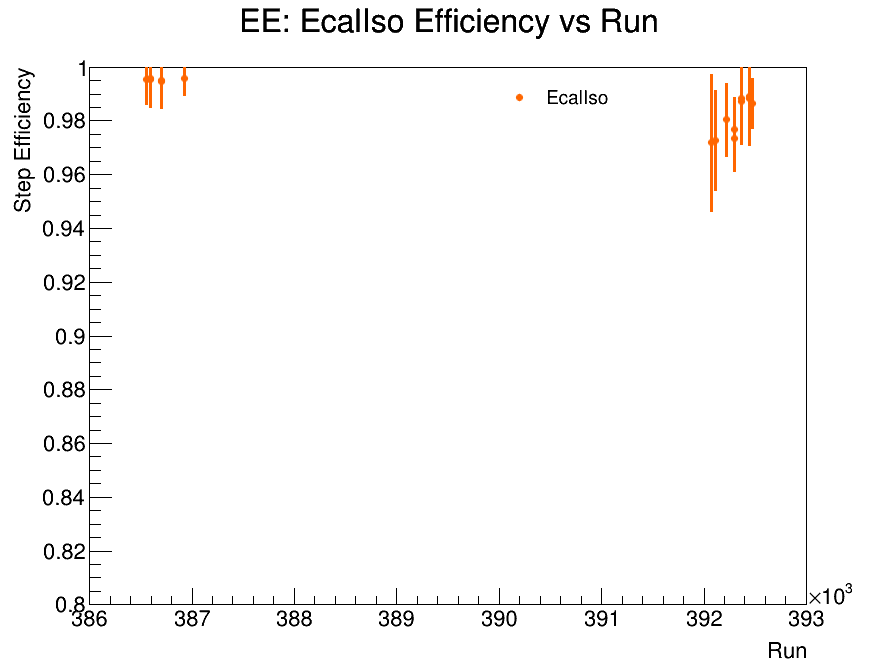 EE: EcalIso Efficiency vs Run
Step Efficiency
1
0.98
0.96
0.94
0.92
0.9
0.88
0.86
0.84
0.82
0.8
EcalIso
386 387 388 389 390 391 392 393
×10³
Run